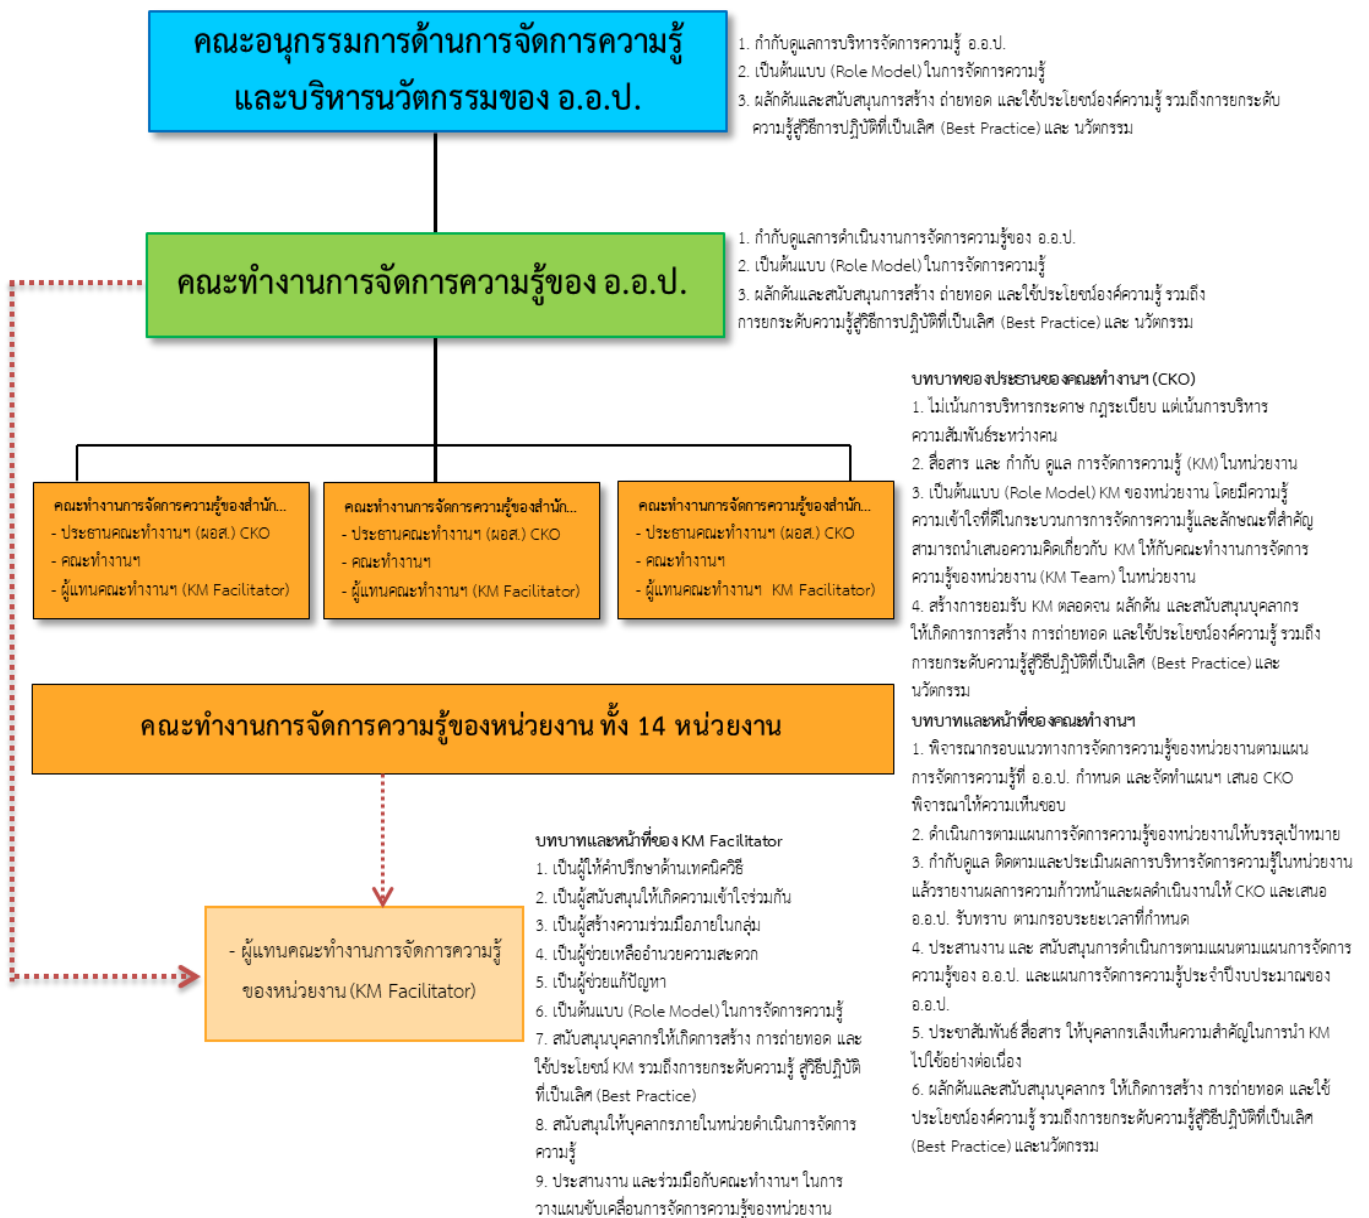 คณะอนุกรรมการด้านการจัดการความรู้
และบริหารนวัตกรรมของ อ.อ.ป.
1. กำกับดูแลการบริหารจัดการความรู้ อ.อ.ป.
2. เป็นต้นแบบ (Role Model) ในการจัดการความรู้
3. ผลักดันและสนับสนุนการสร้าง ถ่ายทอด และใช้ประโยชน์องค์ความรู้ รวมถึงการยกระดับ
ความรู้สู่วิธีการปฏิบัติที่เป็นเลิศ (Best Practice) และ นวัตกรรม
คณะทำงานการจัดการความรู้ของ อ.อ.ป.
1. กำกับดูแลการดำเนินงานการจัดการความรู้ของ อ.อ.ป.
2. เป็นต้นแบบ (Role Model) ในการจัดการความรู้
3. ผลักดันและสนับสนุนการสร้าง ถ่ายทอด และใช้ประโยชน์องค์ความรู้ รวมถึง
การยกระดับความรู้สู่วิธีการปฏิบัติที่เป็นเลิศ (Best Practice) และ นวัตกรรม
คณะทำงานการจัดการความรู้ของสำนัก...
- ประธานคณะทำงานฯ (ผอส.) CKO
- คณะทำงานฯ
- ผู้แทนคณะทำงานฯ (KM Facilitator)
คณะทำงานการจัดการความรู้ของสำนัก...
- ประธานคณะทำงานฯ (ผอส.) CKO
- คณะทำงานฯ
- ผู้แทนคณะทำงานฯ (KM Facilitator)
คณะทำงานการจัดการความรู้ของสำนัก...
- ประธานคณะทำงานฯ (ผอส.) CKO
- คณะทำงานฯ
- ผู้แทนคณะทำงานฯ KM Facilitator)
คณะทำงานการจัดการความรู้ของหน่วยงาน ทั้ง 14 หน่วยงาน
- ผู้แทนคณะทำงานการจัดการความรู้
ของหน่วยงาน (KM Facilitator)
บทบาทและหน้าที่ของ KM Facilitator
1. เป็นผู้ให้คำปรึกษาด้านเทคนิควิธี
2. เป็นผู้สนับสนุนให้เกิดความเข้าใจร่วมกัน
3. เป็นผู้สร้างความร่วมมือภายในกลุ่ม
4. เป็นผู้ช่วยเหลืออำนวยความสะดวก
5. เป็นผู้ช่วยแก้ปัญหา
6. เป็นต้นแบบ (Role Model) ในการจัดการความรู้
7. สนับสนุนบุคลากรให้เกิดการสร้าง การถ่ายทอด และ
ใช้ประโยชน์ KM รวมถึงการยกระดับความรู้ สู่วิธีปฏิบัติ
ที่เป็นเลิศ (Best Practice)
8. สนับสนุนให้บุคลากรภายในหน่วยดำเนินการจัดการ
ความรู้
9. ประสานงาน และร่วมมือกับคณะทำงานฯ ในการ
วางแผนขับเคลื่อนการจัดการความรู้ของหน่วยงาน
บทบาทของประธานของคณะทำงานฯ (CKO)
1. ไม่เน้นการบริหารกระดาษ กฎระเบียบ แต่เน้นการบริหาร
ความสัมพันธ์ระหว่างคน
2. สื่อสาร และ กำกับ ดูแล การจัดการความรู้ (KM) ในหน่วยงาน
3. เป็นต้นแบบ (Role Model) KM ของหน่วยงาน โดยมีความรู้
ความเข้าใจที่ดีในกระบวนการการจัดการความรู้และลักษณะที่สำคัญ
สามารถนำเสนอความคิดเกี่ยวกับ KM ให้กับคณะทำงานการจัดการ
ความรู้ของหน่วยงาน (KM Team) ในหน่วยงาน
4. สร้างการยอมรับ KM ตลอดจน ผลักดัน และสนับสนุนบุคลากร
ให้เกิดการการสร้าง การถ่ายทอด และใช้ประโยชน์องค์ความรู้ รวมถึง
การยกระดับความรู้สู่วิธีปฏิบัติที่เป็นเลิศ (Best Practice) และ
นวัตกรรม
บทบาทและหน้าที่ของคณะทำงานฯ
1. พิจารณากรอบแนวทางการจัดการความรู้ของหน่วยงานตามแผน
การจัดการความรู้ที่ อ.อ.ป. กำหนด และจัดทำแผนฯ เสนอ CKO
พิจารณาให้ความเห็นชอบ
2. ดำเนินการตามแผนการจัดการความรู้ของหน่วยงานให้บรรลุเป้าหมาย
3. กำกับดูแล ติดตามและประเมินผลการบริหารจัดการความรู้ในหน่วยงาน
แล้วรายงานผลการความก้าวหน้าและผลดำเนินงานให้ CKO และเสนอ
อ.อ.ป. รับทราบ ตามกรอบระยะเวลาที่กำหนด
4. ประสานงาน และ สนับสนุนการดำเนินการตามแผนตามแผนการจัดการ
ความรู้ของ อ.อ.ป. และแผนการจัดการความรู้ประจำปีงบประมาณของ
อ.อ.ป.
5. ประชาสัมพันธ์ สื่อสาร ให้บุคลากรเล็งเห็นความสำคัญในการนำ KM
ไปใช้อย่างต่อเนื่อง
6. ผลักดันและสนับสนุนบุคลากร ให้เกิดการสร้าง การถ่ายทอด และใช้
ประโยชน์องค์ความรู้ รวมถึงการยกระดับความรู้สู่วิธีปฏิบัติที่เป็นเลิศ
(Best Practice) และนวัตกรรม